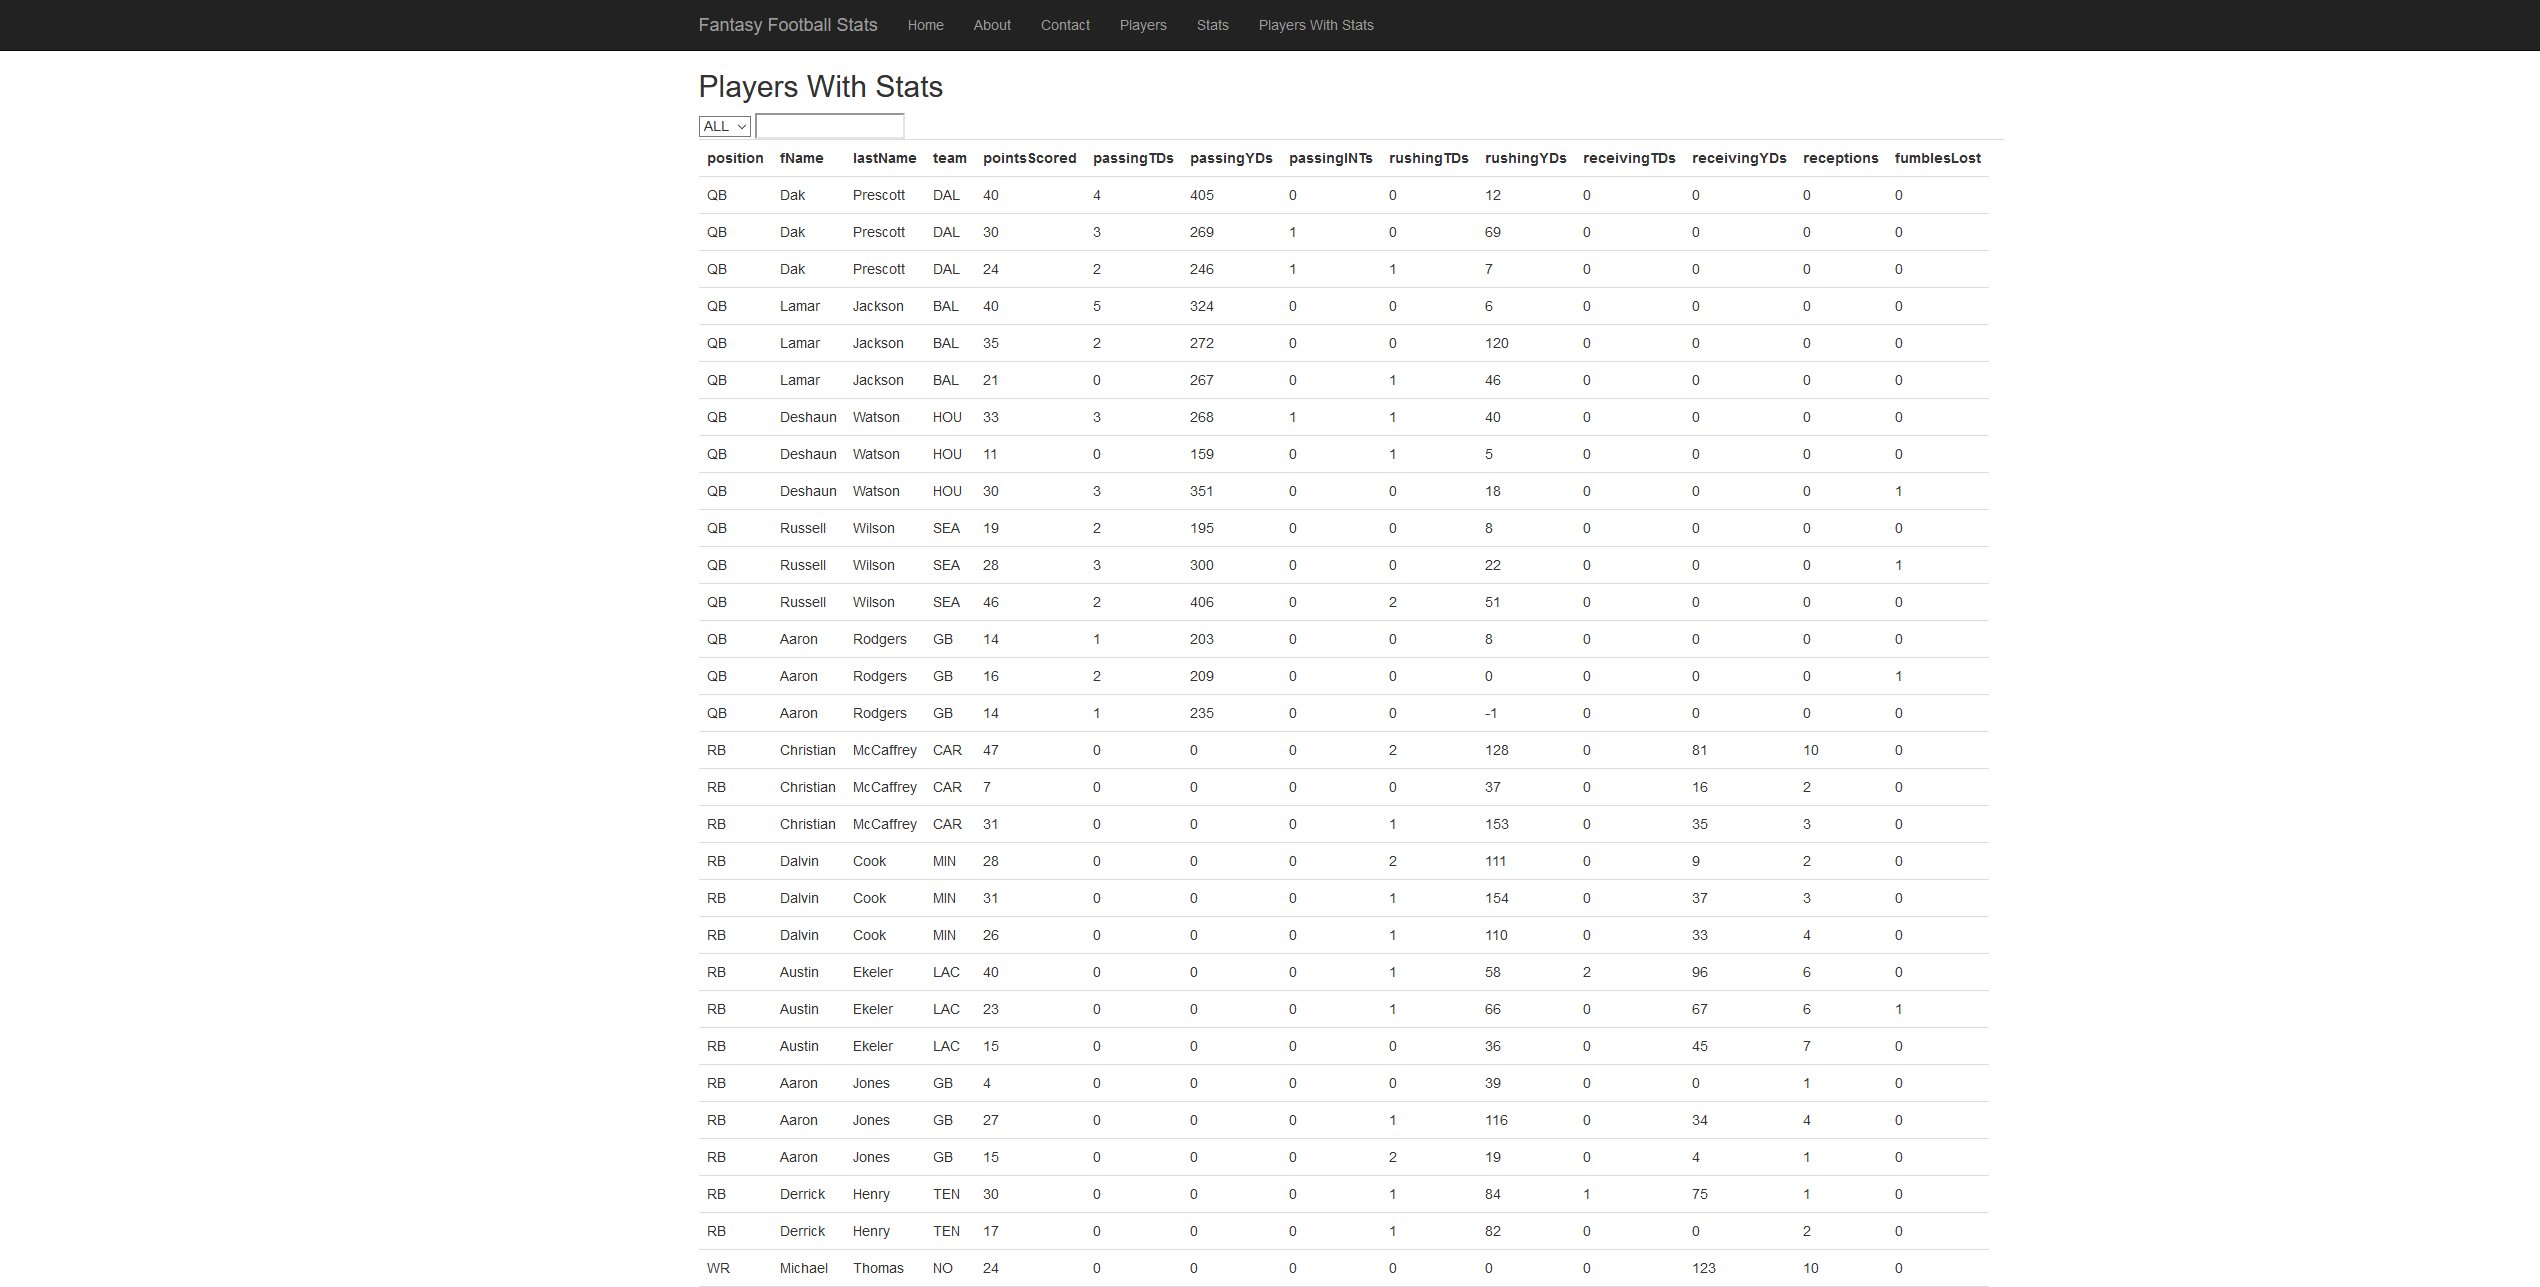 Fantasy Football Stats Home About Contact Players Stats Players With Stats
Players With Stats
ALL
position fName lastName team pointsScored passingTDs passingYDs passingINTs rushingTDs rushingYDs receivingTDs receivingYDs receptions fumblesLost
QB Dak Prescott DAL 40 4 405 0 0 12 0 0 0 0
QB Dak Prescott DAL 30 3 269 1 0 69 0 0 0 0
QB Dak Prescott DAL 24 2 246 1 1 7 0 0 0 0
QB Lamar Jackson BAL 40 5 324 0 0 6 0 0 0 0
QB Lamar Jackson BAL 35 2 272 0 0 120 0 0 0 0
QB Lamar Jackson BAL 21 0 267 0 1 46 0 0 0 0
QB Deshaun Watson HOU 33 3 268 1 1 40 0 0 0 0
QB Deshaun Watson HOU 11 0 159 0 1 5 0 0 0 0
QB Deshaun Watson HOU 30 3 351 0 0 18 0 0 0 1
QB Russell Wilson SEA 19 2 195 0 0 8 0 0 0 0
QB Russell Wilson SEA 28 3 300 0 0 22 0 0 0 1
QB Russell Wilson SEA 46 2 406 0 2 51 0 0 0 0
QB Aaron Rodgers GB 14 1 203 0 0 8 0 0 0 0
QB Aaron Rodgers GB 16 2 209 0 0 0 0 0 0 1
QB Aaron Rodgers GB 14 1 235 0 0 -1 0 0 0 0
RB Christian McCaffrey CAR 47 0 0 0 2 128 0 81 10 0
RB Christian McCaffrey CAR 7 0 0 0 0 37 0 16 2 0
RB Christian McCaffrey CAR 31 0 0 0 1 153 0 35 3 0
RB Dalvin Cook MIN 28 0 0 0 2 111 0 9 2 0
RB Dalvin Cook MIN 31 0 0 0 1 154 0 37 3 0
RB Dalvin Cook MIN 26 0 0 0 1 110 0 33 4 0
RB Austin Ekeler LAC 40 0 0 0 1 58 2 96 6 0
RB Austin Ekeler LAC 23 0 0 0 1 66 0 67 6 1
RB Austin Ekeler LAC 15 0 0 0 0 36 0 45 7 0
RB Aaron Jones GB 4 0 0 0 0 39 0 0 1 0
RB Aaron Jones GB 27 0 0 0 1 116 0 34 4 0
RB Aaron Jones GB 15 0 0 0 2 19 0 4 1 0
RB Derrick Henry TEN 30 0 0 0 1 84 1 75 1 0
RB Derrick Henry TEN 17 0 0 0 1 82 0 0 2 0
WR Michael Thomas NO 24 0 0 0 0 0 0 123 10 0